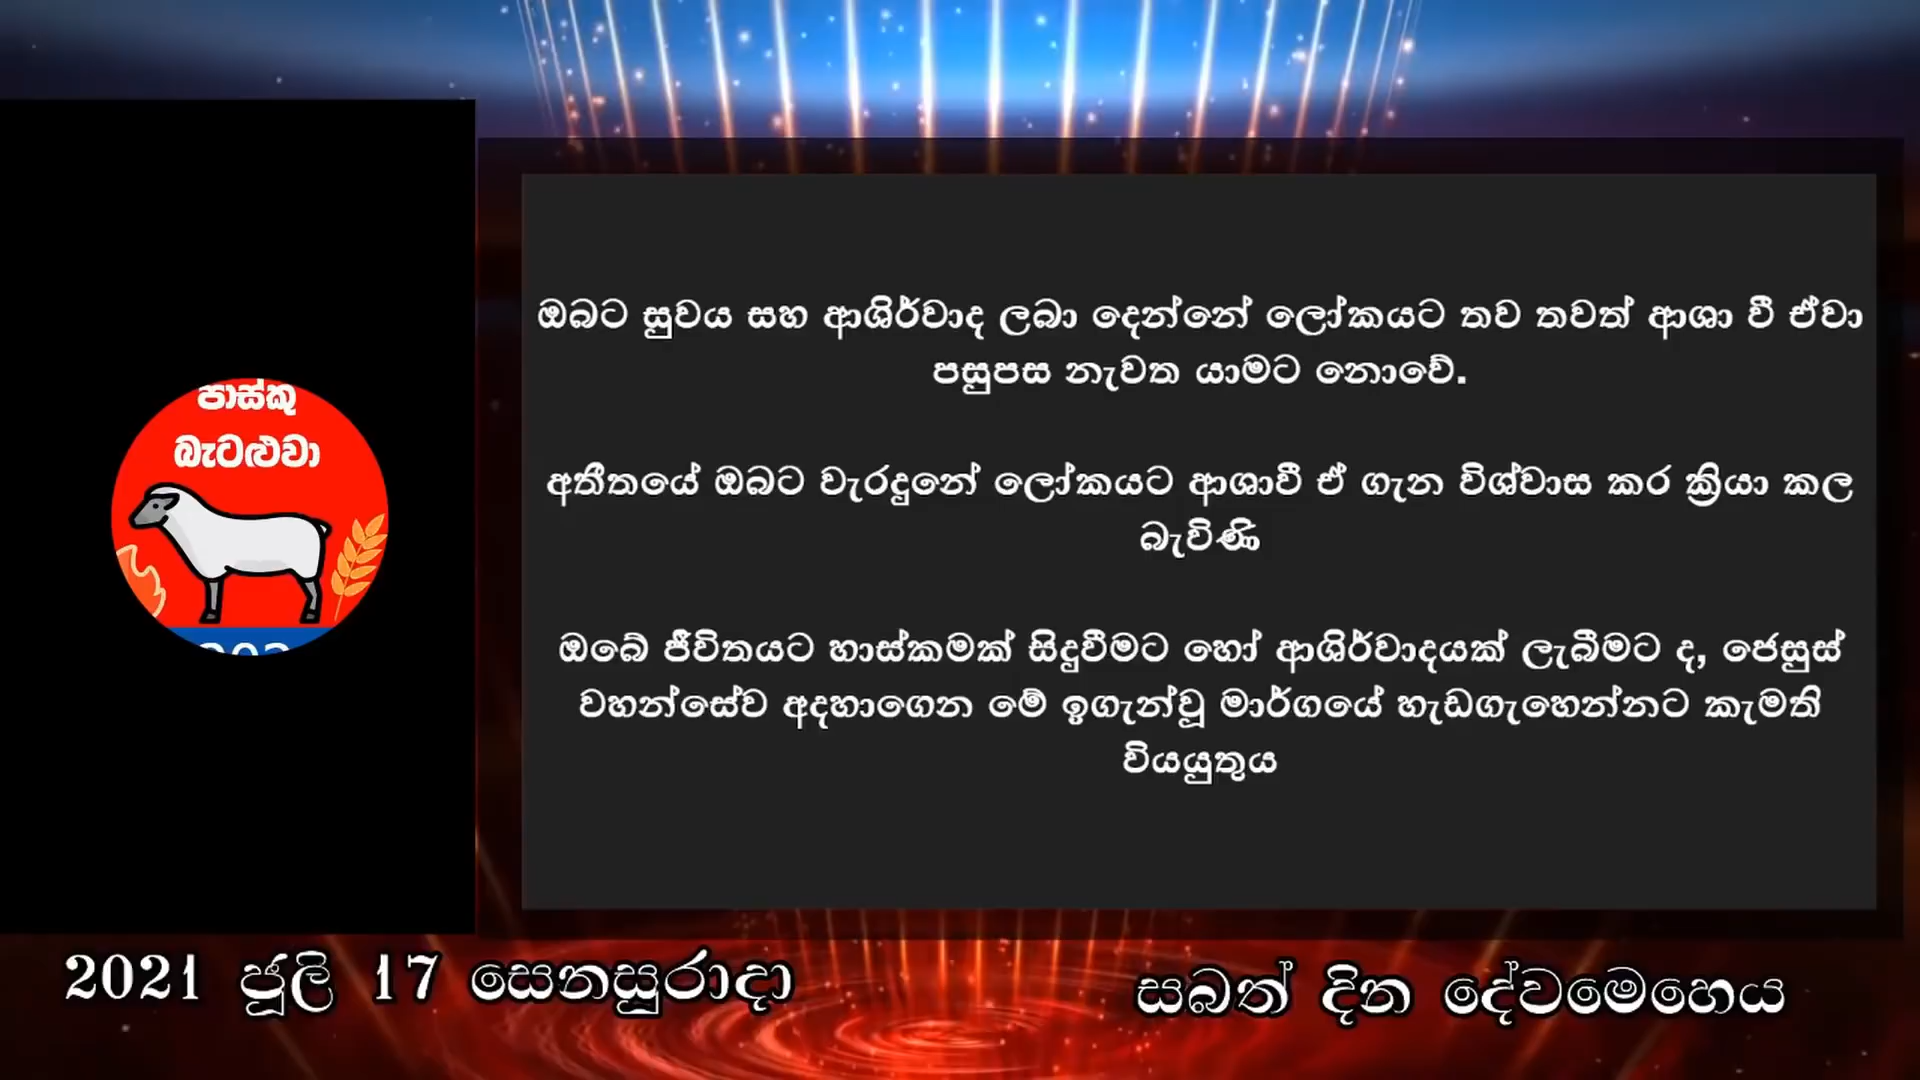 පාස්කු
බැටළුවා
ඔබට සුවය සහ ආශිර්වාද ලබා දෙන්නේ ලෝකයට තව තවත් ආශා වී ඒවා
පසුපස නැවත යාමට නොවේ.
අතීතයේ ඔබට වැරදුනේ ලෝකයට ආශාවී ඒ ගැන විශ්වාස කර ක්‍රියා කල
බැවිණි
ඔබේ ජීවිතයට හාස්කමක් සිදුවීමට හෝ ආශිර්වාදයක් ලැබීමට ද, ජෙසුස්
වහන්සේව අදහාගෙන මේ ඉගැන්වූ මාර්ගයේ හැඩගැහෙන්නට කැමති
වියයුතුය
2021 ජූලි 17 සෙනසුරාදා
සබත් දින දේවමෙහෙය